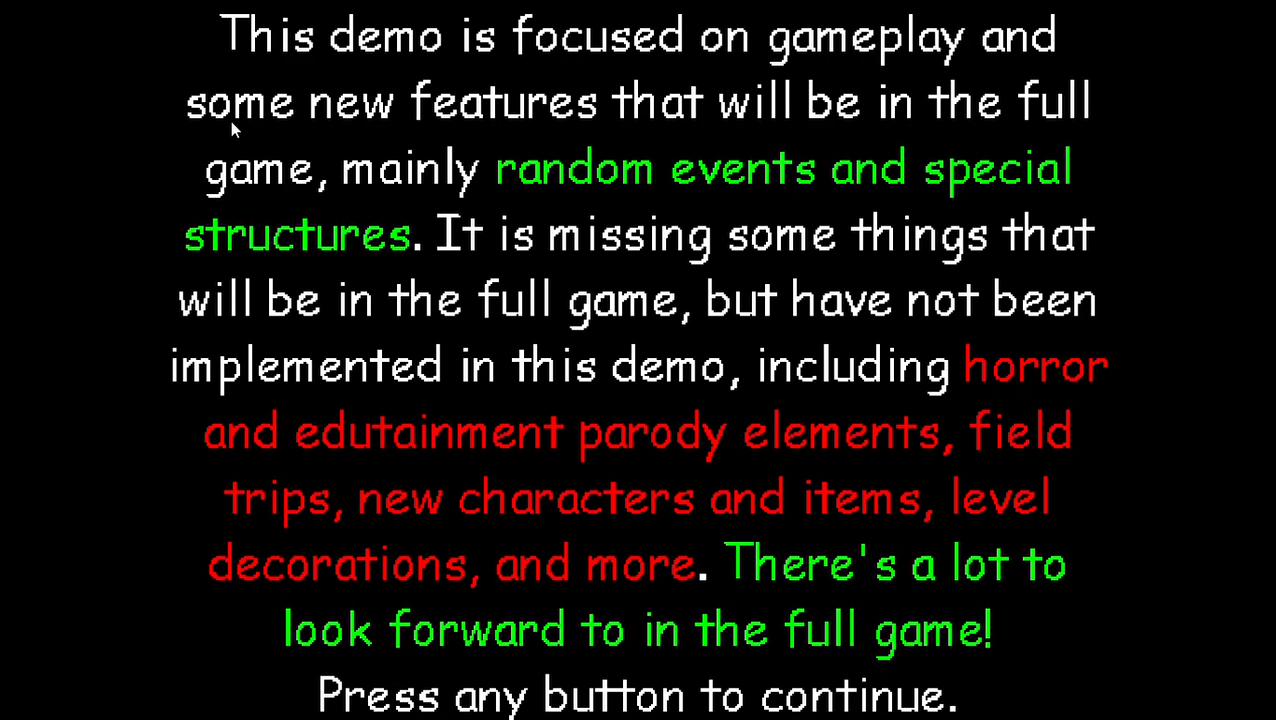 This demo is focused on gameplay and
some new features that will be in the full
game, mainly random events and special
structures. It is missing some things that
will be in the full game, but have not been
implemented in this demo, including horror
and edutainment parody elements, field
trips, new characters and items, level
decorations, and more. There's a lot to
look forward to in the full game!
Press any button to continue.